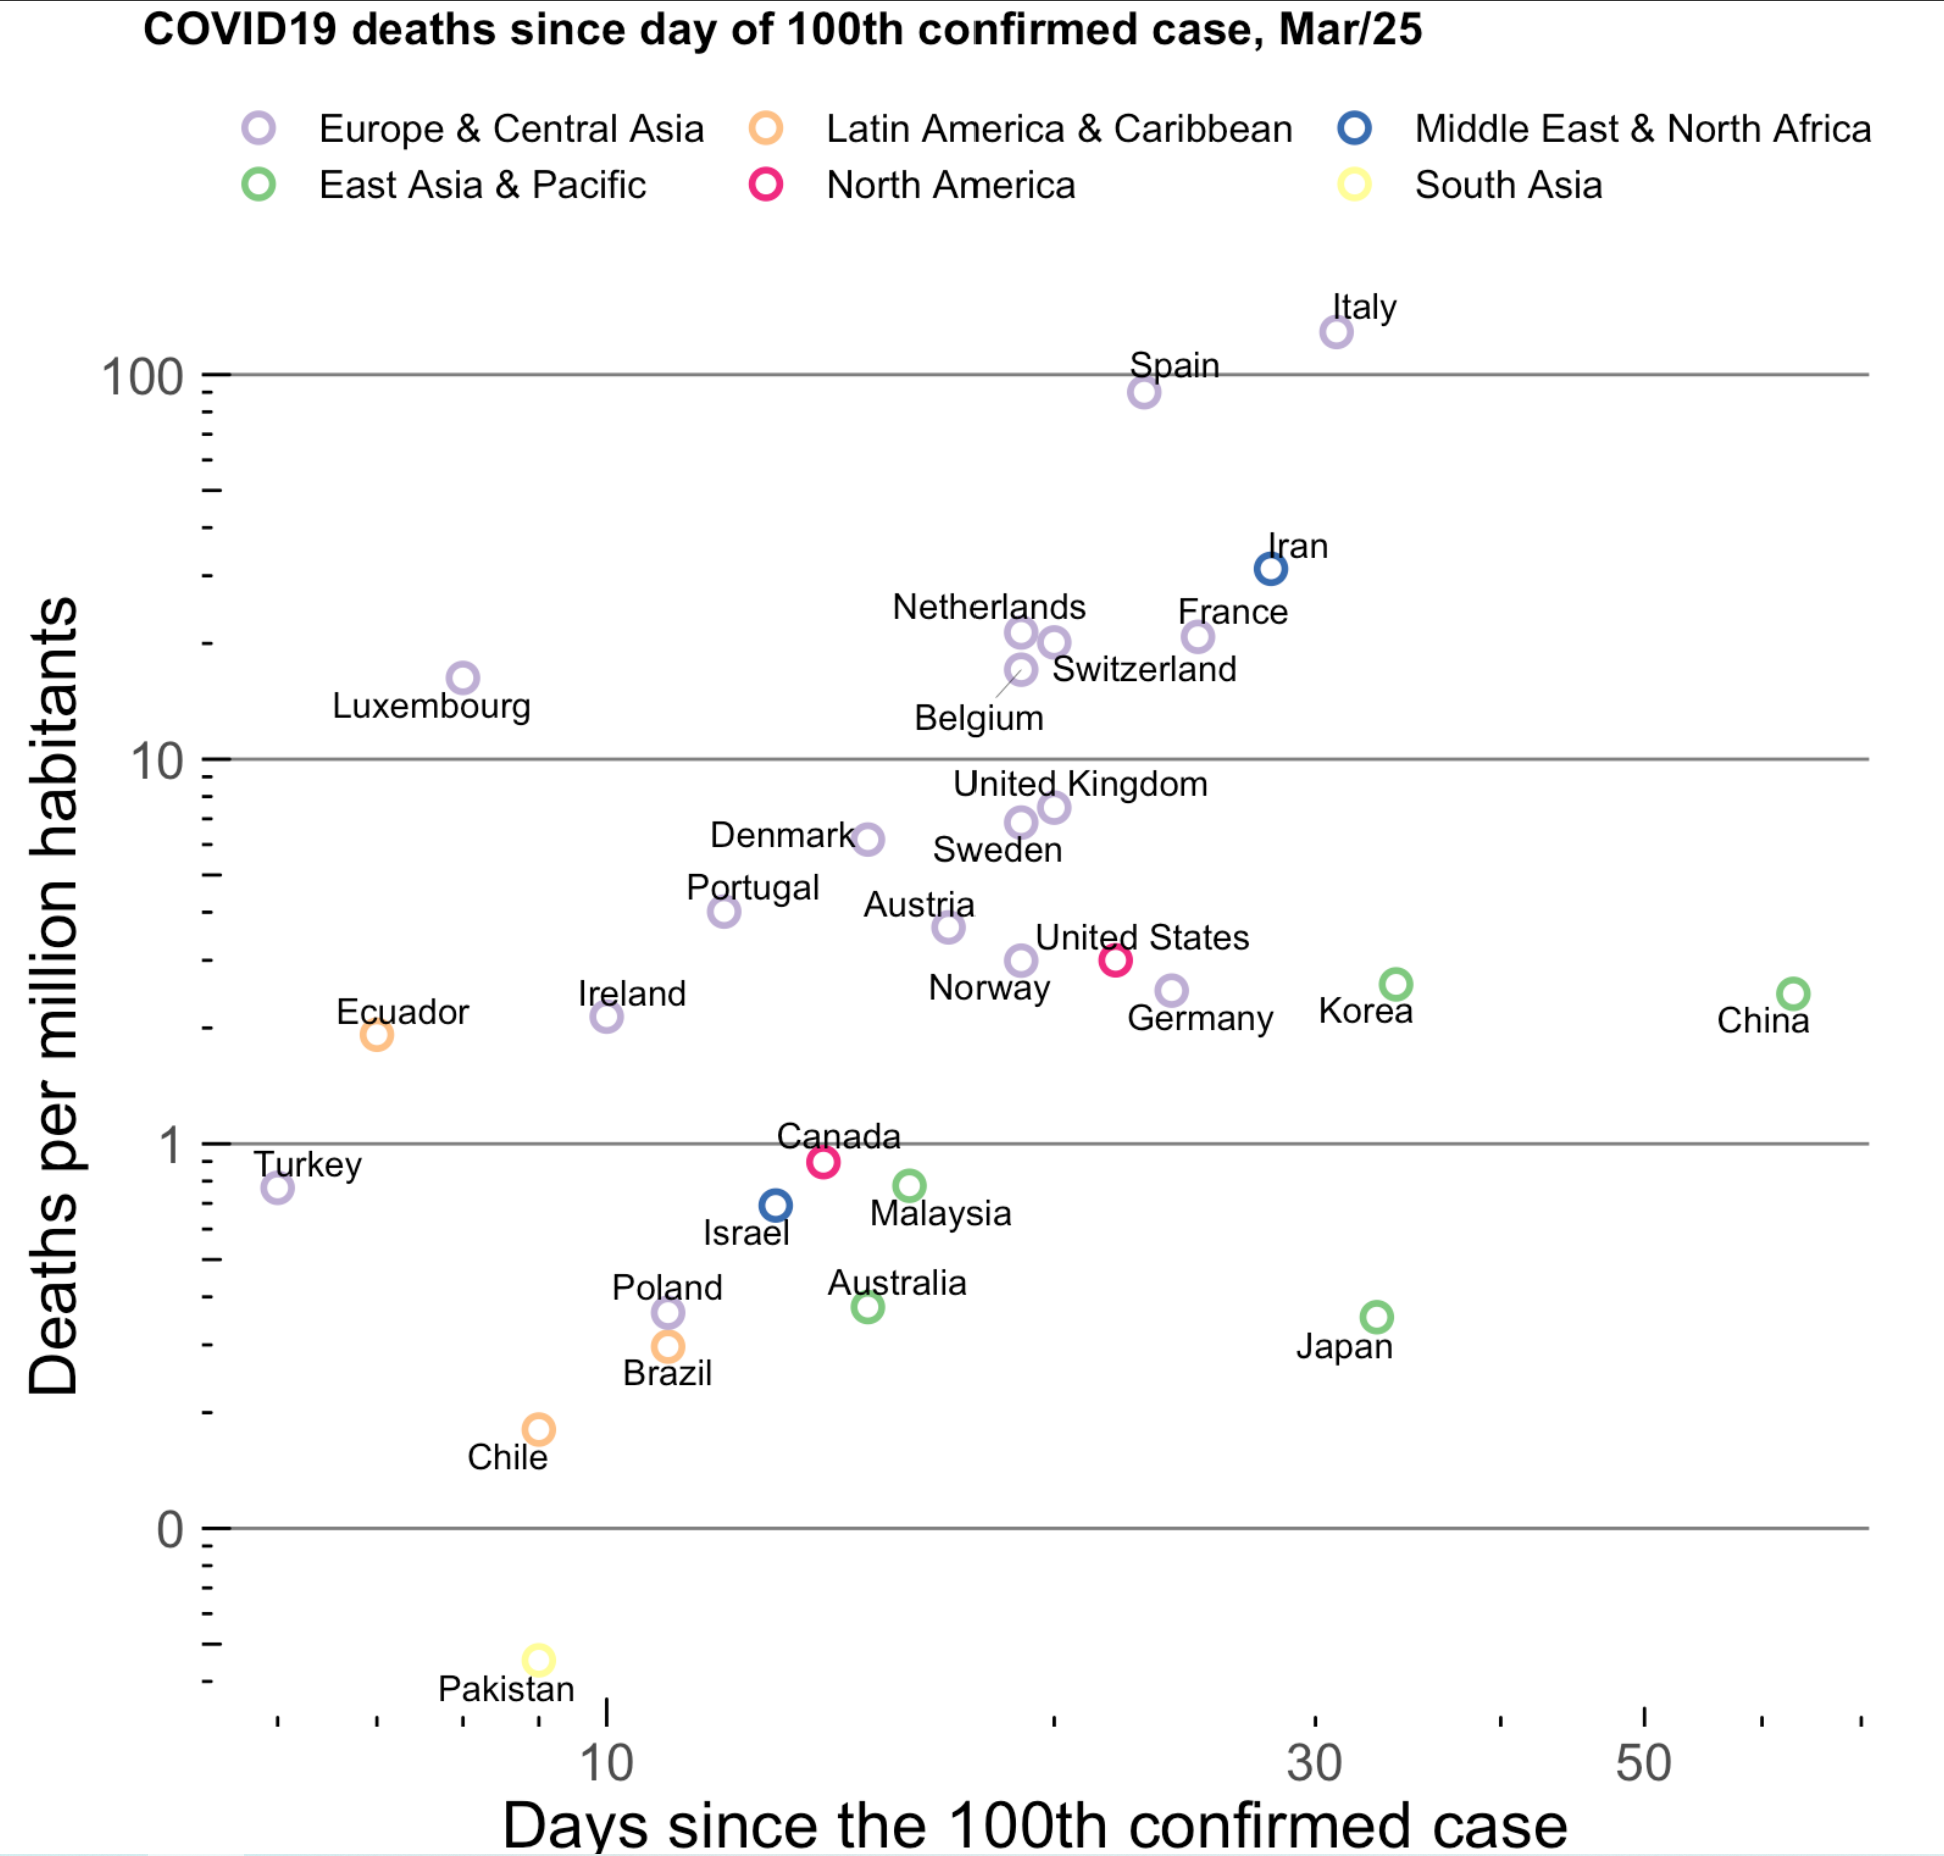 COVID19 deaths since day of 100th confirmed case, Mar/25
Europe & Central Asia
Latin America & Caribbean
Middle East & North Africa
East Asia & Pacific
North America
South Asia
Italy
Spain
100
Iran
Netherlands
France
Switzerland
Luxembourg
Belgium
10
United Kingdom
Denmark
Sweden
Portugal
Austria
United States
Norway
Ireland
Germany
Korea
Ecuador
China
Canada
1
Turkey
Malaysia
Israel
Poland
Australia
Japan
Brazil
Chile
0
Pakistan
Deaths per million habitants
10
30
50
Days since the 100th confirmed case